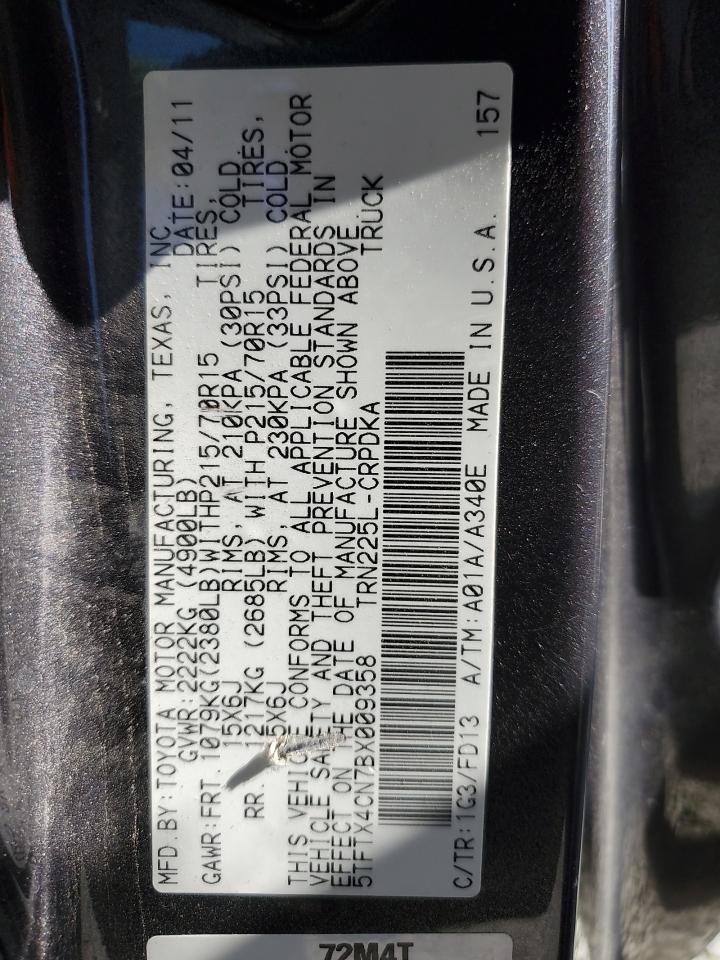 MFD.BY:TOYOTA MOTOR MANUFACTURING, TEXAS, INC.
GVWR:2222KG (4900LB) DATE:04/11
GAWR:FRT.1079KG(2380LB)WITHP215/70R15 TIRES,
15X6J RIMS, AT 210KPA (30PSI) COLD
RR. 1217KG (2685LB) WITH P215/70R15 TIRES,
15X6J RIMS, AT 230KPA (33PSI) COLD
THIS VEHICLE CONFORMS TO ALL APPLICABLE FEDERAL MOTOR
VEHICLE SAFETY AND THEFT PREVENTION STANDARDS IN
EFFECT ON THE DATE OF MANUFACTURE SHOWN ABOVE.
5TFTX4CN7BX009358 TRN225L-CRPDKA TRUCK
C/TR:1G3/FD13 A/TM:A01A/A340E MADE IN U.S.A. 157
72M4T